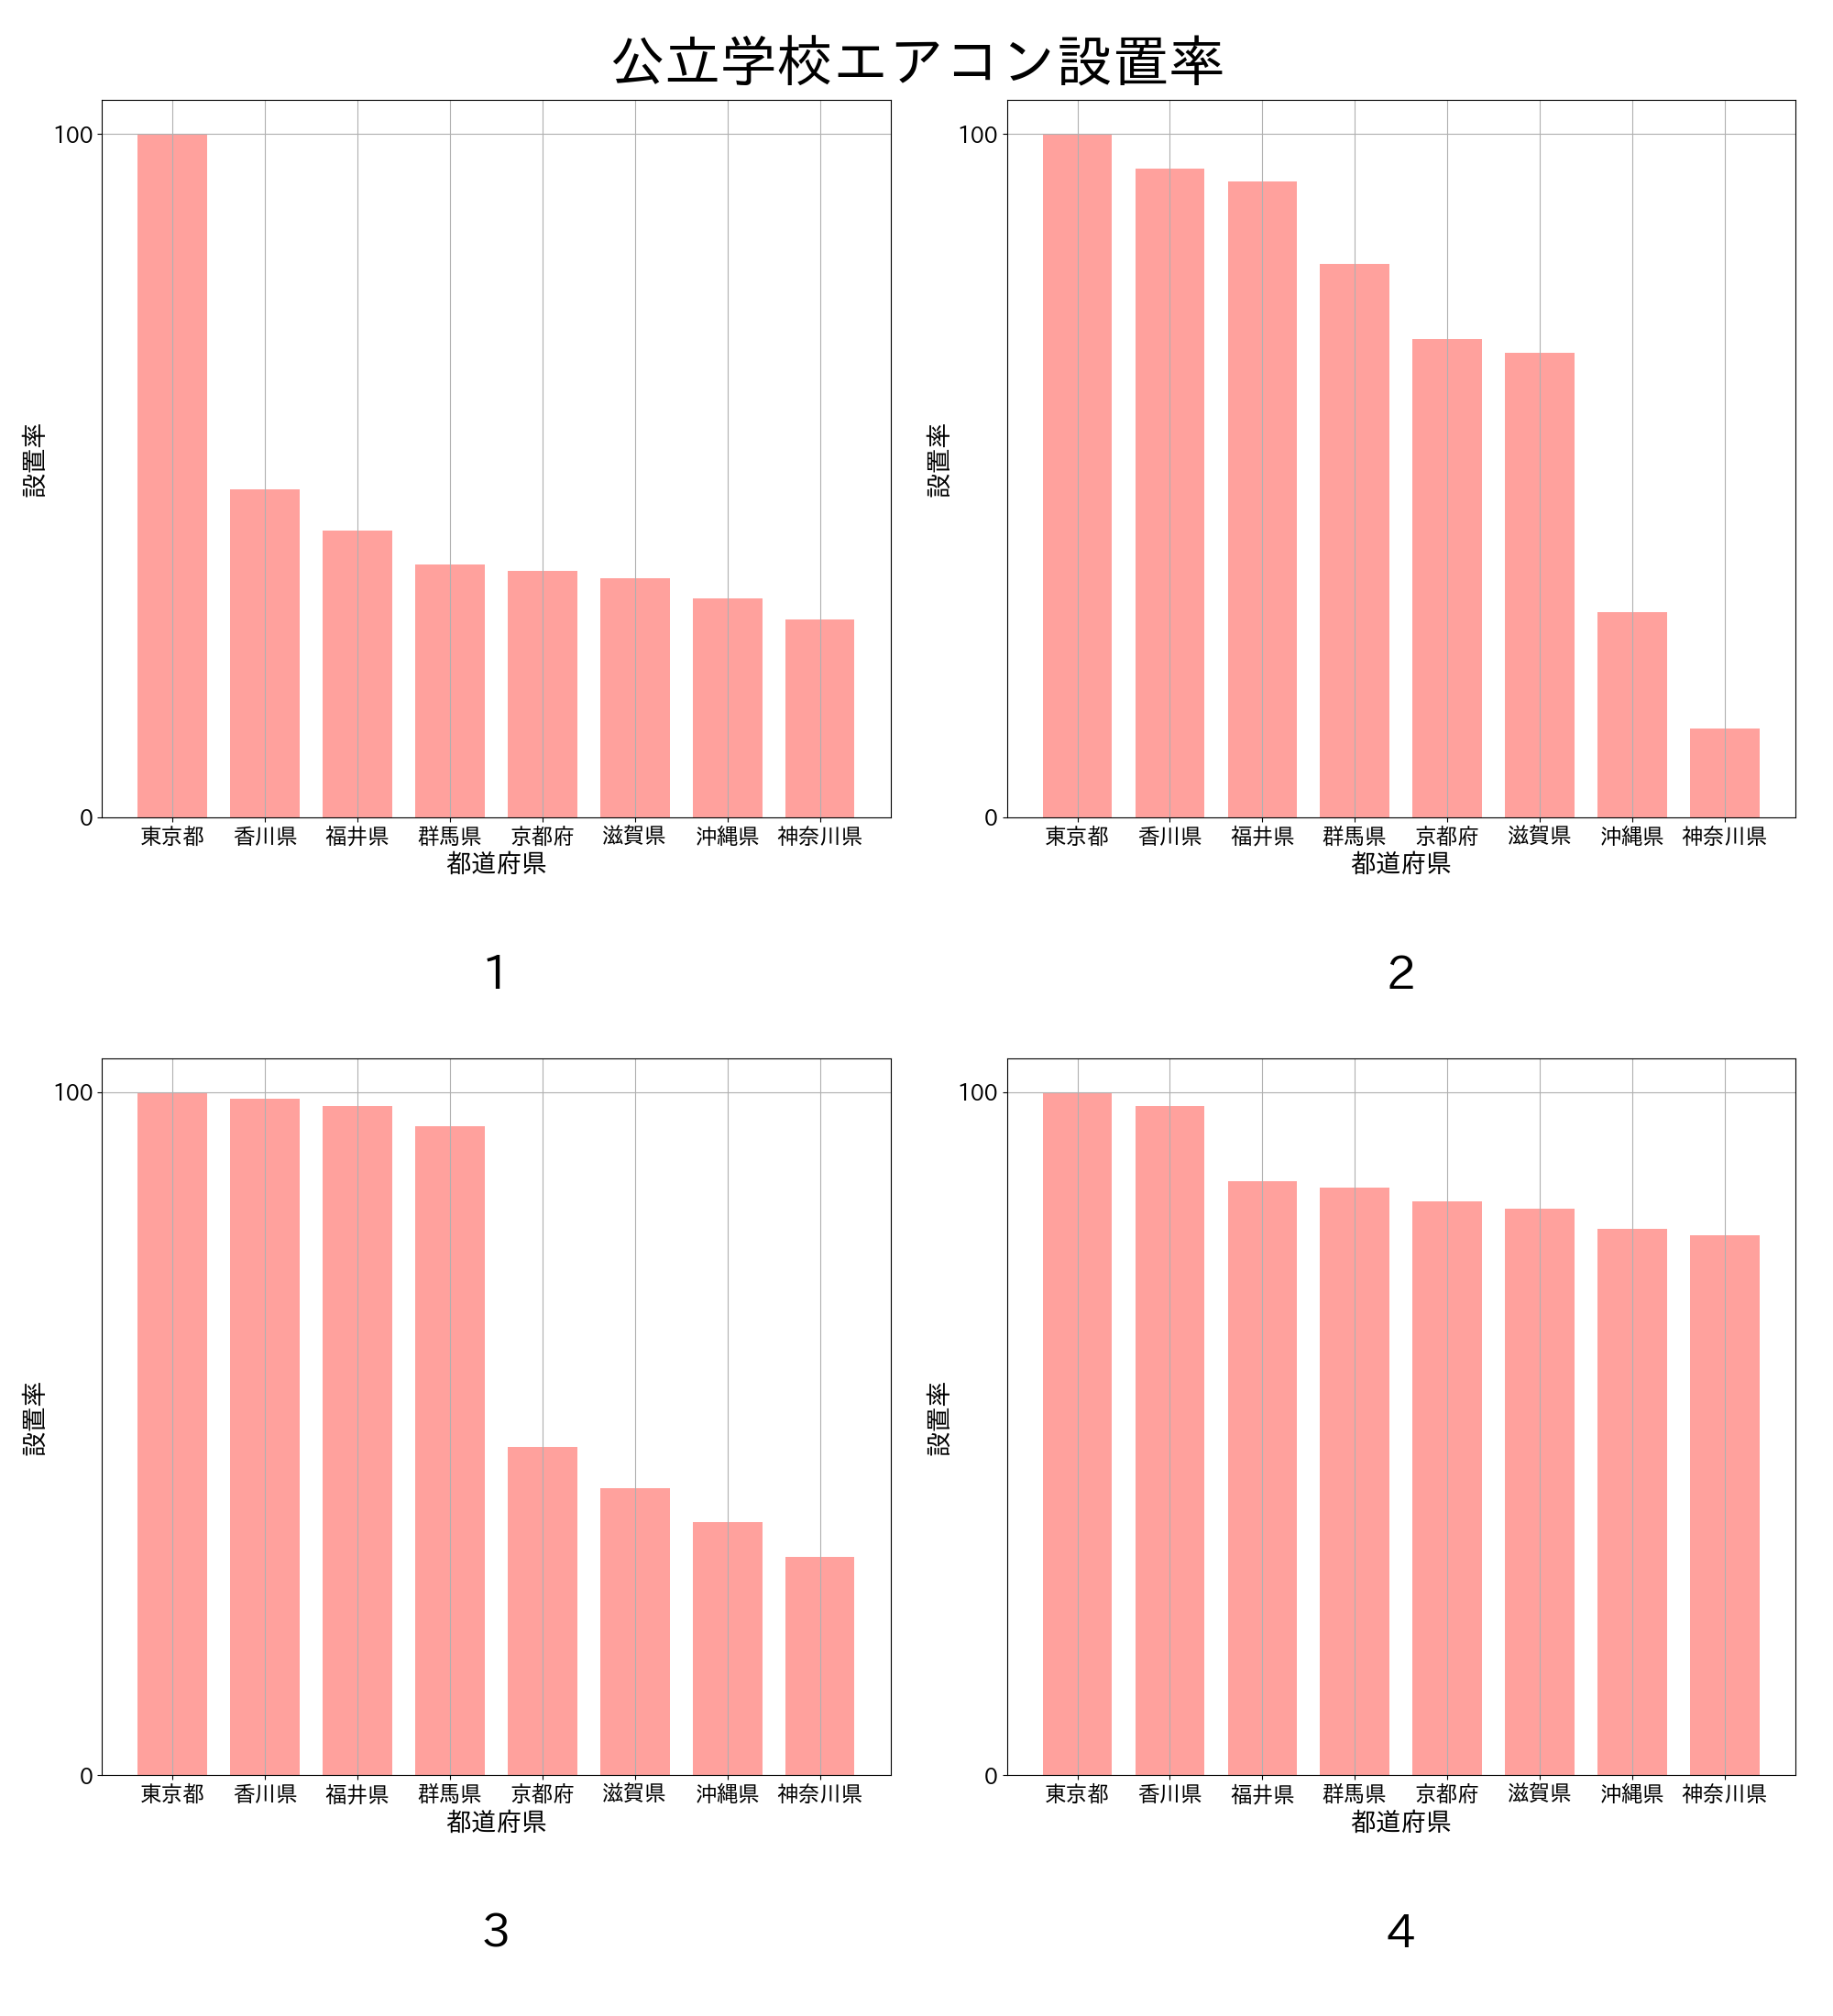 公立学校エアコン設置率
100
0
設置率
東京都 香川県 福井県 群馬県 京都府 滋賀県 沖縄県 神奈川県
都道府県
1
100
0
設置率
東京都 香川県 福井県 群馬県 京都府 滋賀県 沖縄県 神奈川県
都道府県
2
100
0
設置率
東京都 香川県 福井県 群馬県 京都府 滋賀県 沖縄県 神奈川県
都道府県
3
100
0
設置率
東京都 香川県 福井県 群馬県 京都府 滋賀県 沖縄県 神奈川県
都道府県
4